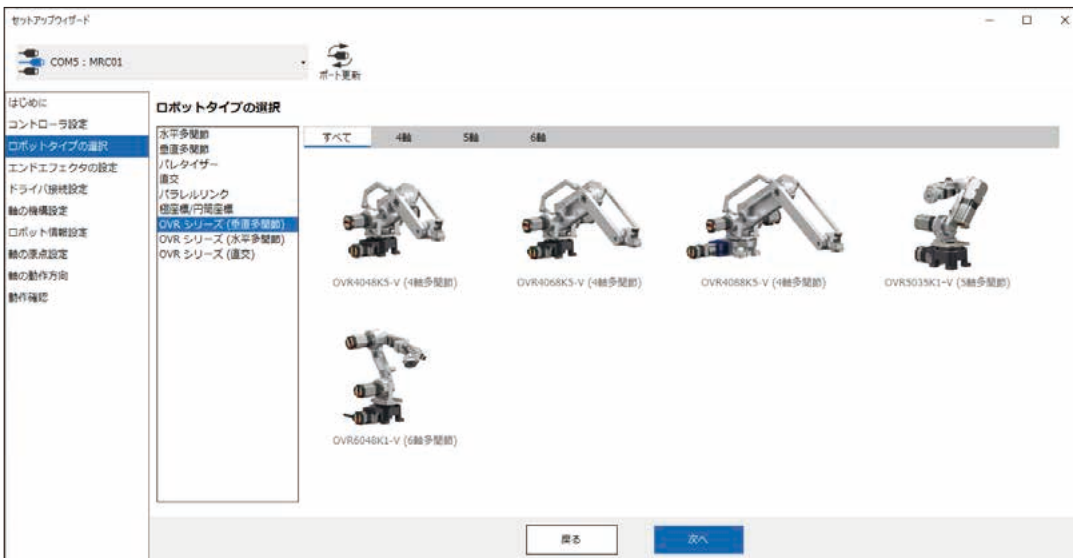 セットアップウィザード
COM5 : MRC01
ポート更新
はじめに
コントローラ設定
ロボットタイプの選択
エンドエフェクタの設定
ドライバ接続設定
軸の機構設定
ロボット情報設定
軸の原点設定
軸の動作方向
動作確認
ロボットタイプの選択
水平多関節
垂直多関節
パレタイザー
直交
パラレルリンク
極座標/円筒座標
OVR シリーズ (垂直多関節)
OVR シリーズ (水平多関節)
OVR シリーズ (直交)
すべて 4軸 5軸 6軸
OVR4048K5-V (4軸多関節)
OVR4068K5-V (4軸多関節)
OVR4088K5-V (4軸多関節)
OVR5035K1-V (5軸多関節)
OVR6048K1-V (6軸多関節)
戻る
次へ